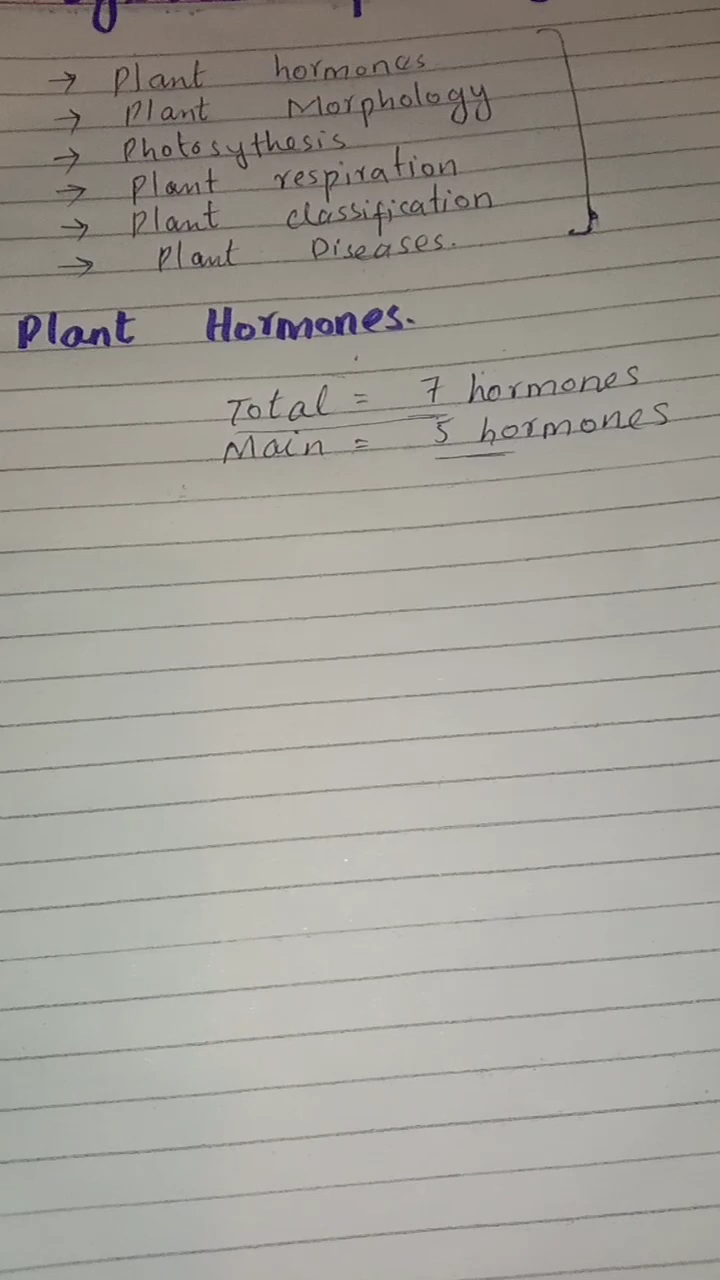 → Plant hormones
→ Plant Morphology
→ Photosythesis
→ Plant respiration
→ Plant classification
→ Plant Diseases.
Plant Hormones.
Total = 7 hormones
Main = 5 hormones